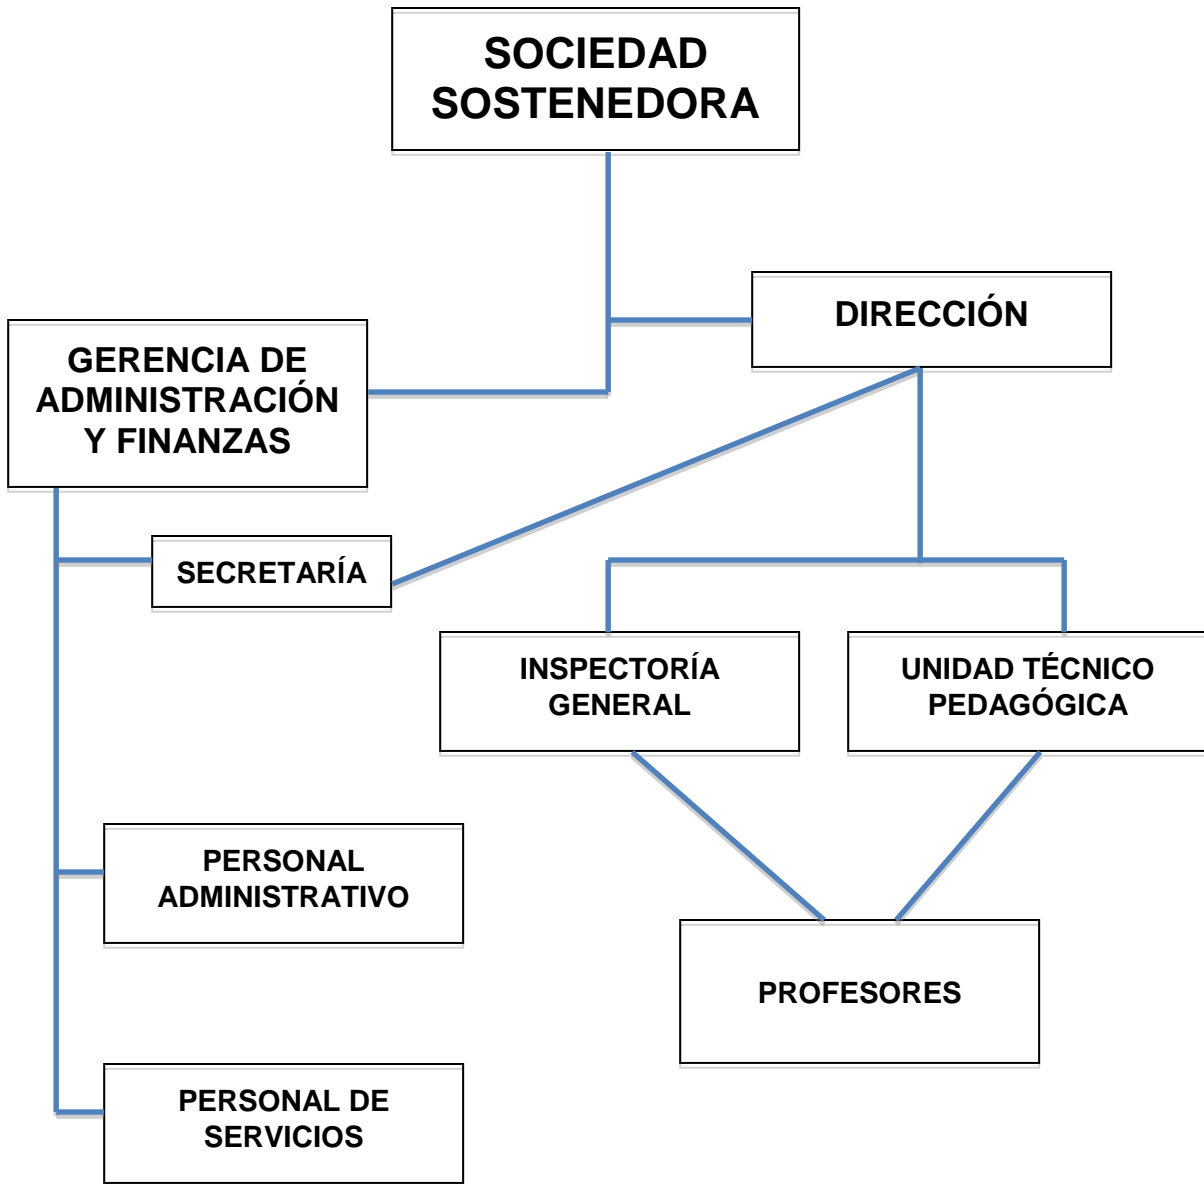 SOCIEDAD
SOSTENEDORA
DIRECCIÓN
GERENCIA DE
ADMINISTRACIÓN
Y FINANZAS
SECRETARÍA
INSPECTORÍA
GENERAL
UNIDAD TÉCNICO
PEDAGÓGICA
PERSONAL
ADMINISTRATIVO
PROFESORES
PERSONAL DE
SERVICIOS